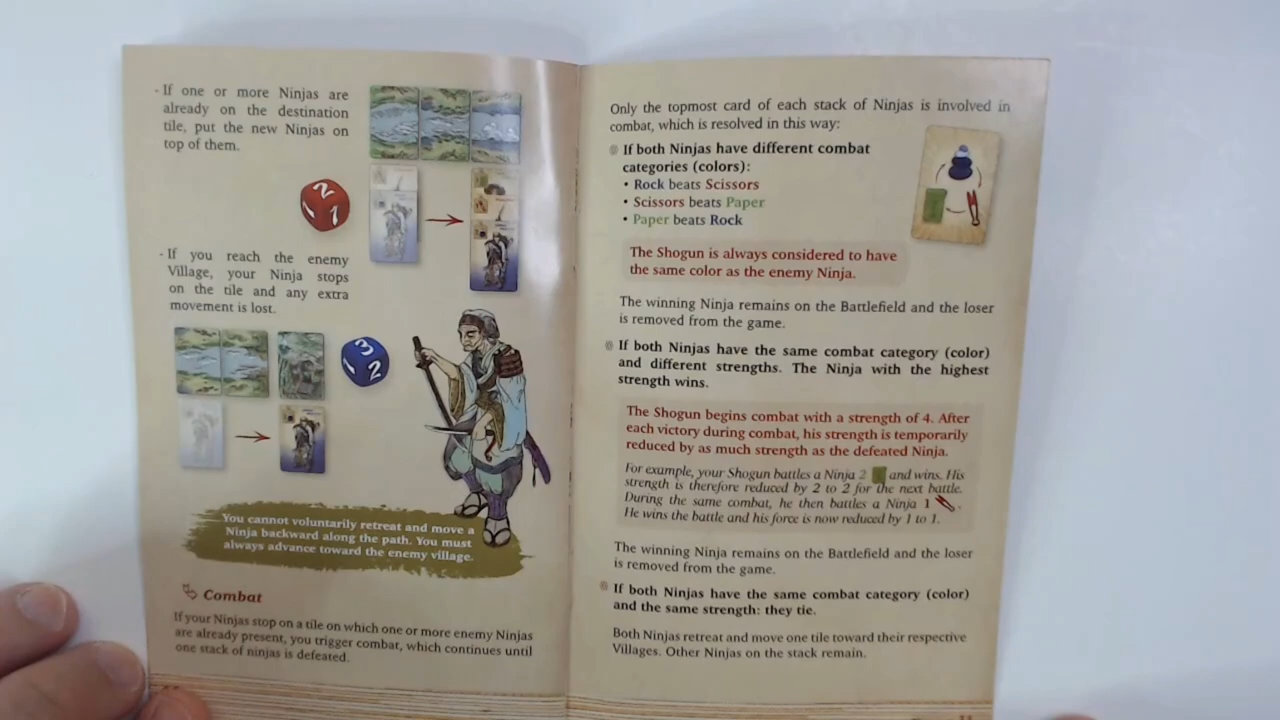 - If one or more Ninjas are
already on the destination
tile, put the new Ninjas on
top of them.
2
1
- If you reach the enemy
Village, your Ninja stops
on the tile and any extra
movement is lost.
3
1
2
You cannot voluntarily retreat and move a
Ninja backward along the path. You must
always advance toward the enemy village.
Combat
If your Ninjas stop on a tile on which one or more enemy Ninjas
are already present, you trigger combat, which continues until
one stack of ninjas is defeated.
Only the topmost card of each stack of Ninjas is involved in
combat, which is resolved in this way:
If both Ninjas have different combat
categories (colors):
• Rock beats Scissors
• Scissors beats Paper
• Paper beats Rock
The Shogun is always considered to have
the same color as the enemy Ninja.
The winning Ninja remains on the Battlefield and the loser
is removed from the game.
If both Ninjas have the same combat category (color)
and different strengths. The Ninja with the highest
strength wins.
The Shogun begins combat with a strength of 4. After
each victory during combat, his strength is temporarily
reduced by as much strength as the defeated Ninja.
For example, your Shogun battles a Ninja 2 and wins. His
strength is therefore reduced by 2 to 2 for the next battle.
During the same combat, he then battles a Ninja 1 .
He wins the battle and his force is now reduced by 1 to 1.
The winning Ninja remains on the Battlefield and the loser
is removed from the game.
If both Ninjas have the same combat category (color)
and the same strength: they tie.
Both Ninjas retreat and move one tile toward their respective
Villages. Other Ninjas on the stack remain.